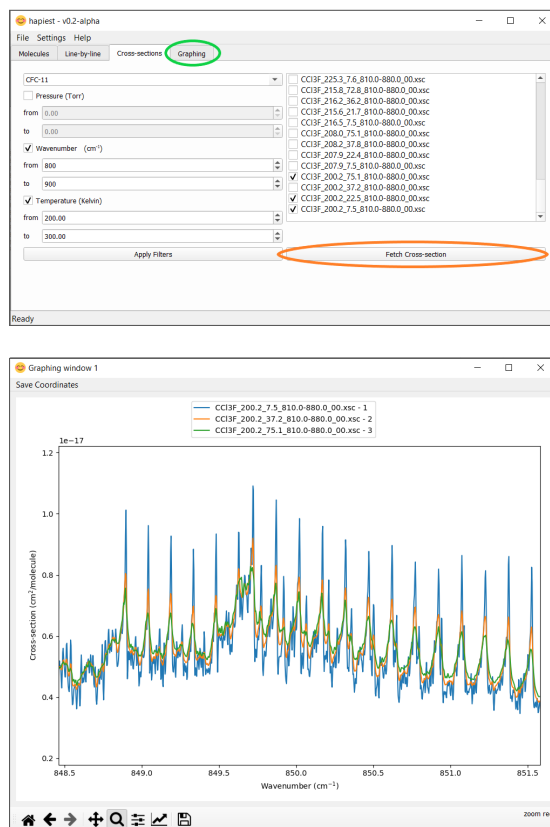 hapiest - v0.2-alpha
File Settings Help
Molecules Line-by-line Cross-sections Graphing
CFC-11
Pressure (Torr)
from 0.00
to 0.00
Wavenumber (cm⁻¹)
from 800
to 900
Temperature (Kelvin)
from 200.00
to 300.00
CCl3F_225.3_7.6_810.0-880.0_00.xsc
CCl3F_215.8_72.8_810.0-880.0_00.xsc
CCl3F_216.2_36.2_810.0-880.0_00.xsc
CCl3F_215.6_21.7_810.0-880.0_00.xsc
CCl3F_216.5_7.5_810.0-880.0_00.xsc
CCl3F_208.0_75.1_810.0-880.0_00.xsc
CCl3F_208.2_37.8_810.0-880.0_00.xsc
CCl3F_207.9_22.4_810.0-880.0_00.xsc
CCl3F_207.9_7.5_810.0-880.0_00.xsc
CCl3F_200.2_75.1_810.0-880.0_00.xsc
CCl3F_200.2_37.2_810.0-880.0_00.xsc
CCl3F_200.2_22.5_810.0-880.0_00.xsc
CCl3F_200.2_7.5_810.0-880.0_00.xsc
Apply Filters Fetch Cross-section
Ready
Graphing window 1
Save Coordinates
CCl3F_200.2_7.5_810.0-880.0_00.xsc - 1
CCl3F_200.2_37.2_810.0-880.0_00.xsc - 2
CCl3F_200.2_75.1_810.0-880.0_00.xsc - 3
1e-17
1.2
1.0
0.8
0.6
0.4
0.2
Cross-section (cm²/molecule)
848.5 849.0 849.5 850.0 850.5 851.0 851.5
Wavenumber (cm⁻¹)
zoom re